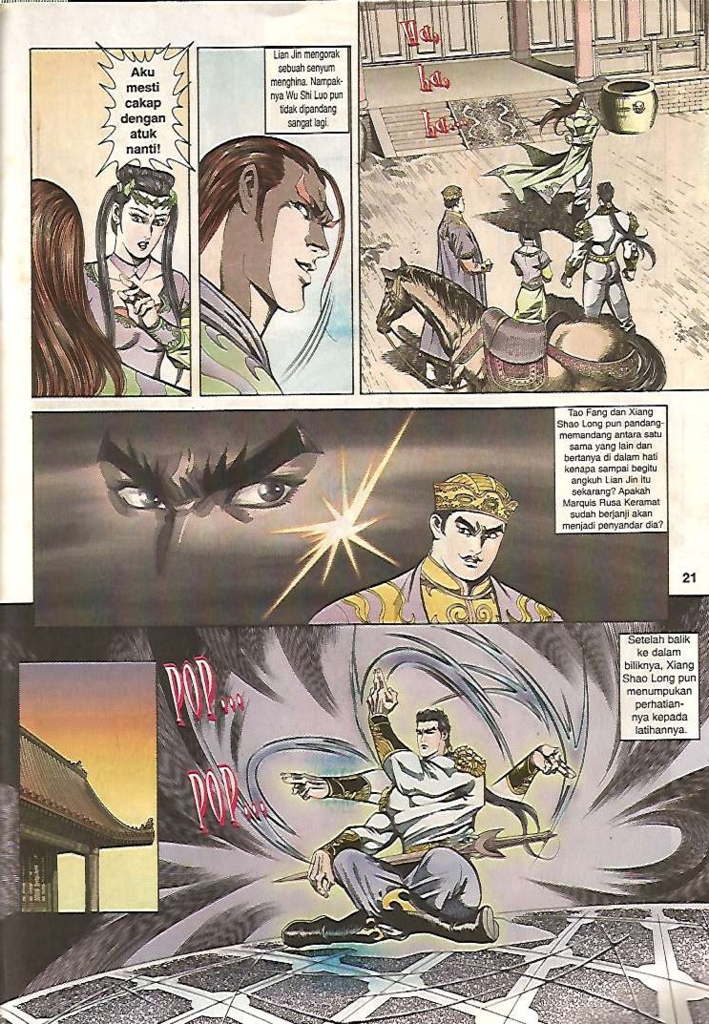 Aku
mesti
cakap
dengan
atuk
nanti!
Lian Jin mengorak
sebuah senyum
menghina. Nampak-
nya Wu Shi Luo pun
tidak dipandang
sangat lagi.
Ha
ha
ha...
Tao Fang dan Xiang
Shao Long pun pandang-
memandang antara satu
sama yang lain dan
bertanya di dalam hati
kenapa sampai begitu
angkuh Lian Jin itu
sekarang? Apakah
Marquis Rusa Keramat
sudah berjanji akan
menjadi penyandar dia?
21
POP...
POP...
Setelah balik
ke dalam
biliknya, Xiang
Shao Long pun
menumpukan
perhatian-
nya kepada
latihannya.